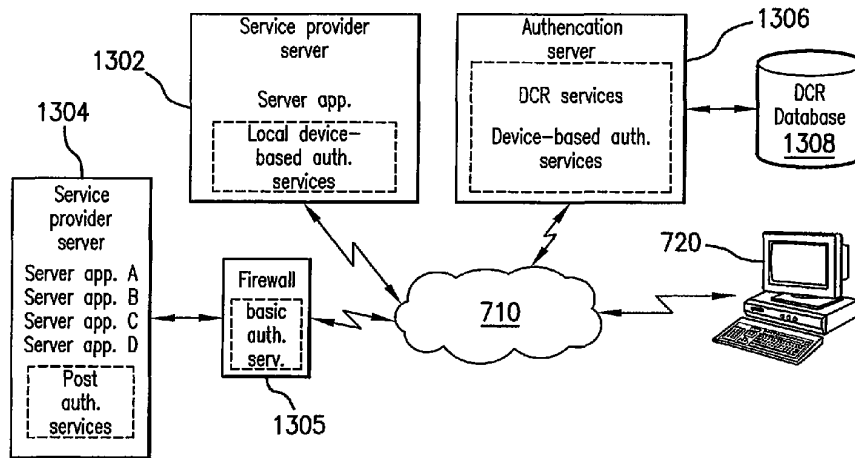 1302
Service provider
server
Server app.
Local device-
based auth.
services
Authencation
server
1306
DCR services
Device-based auth.
services
DCR
Database
1308
1304
Service
provider
server
Server app. A
Server app. B
Server app. C
Server app. D
Post
auth.
services
Firewall
basic
auth.
serv.
1305
710
720